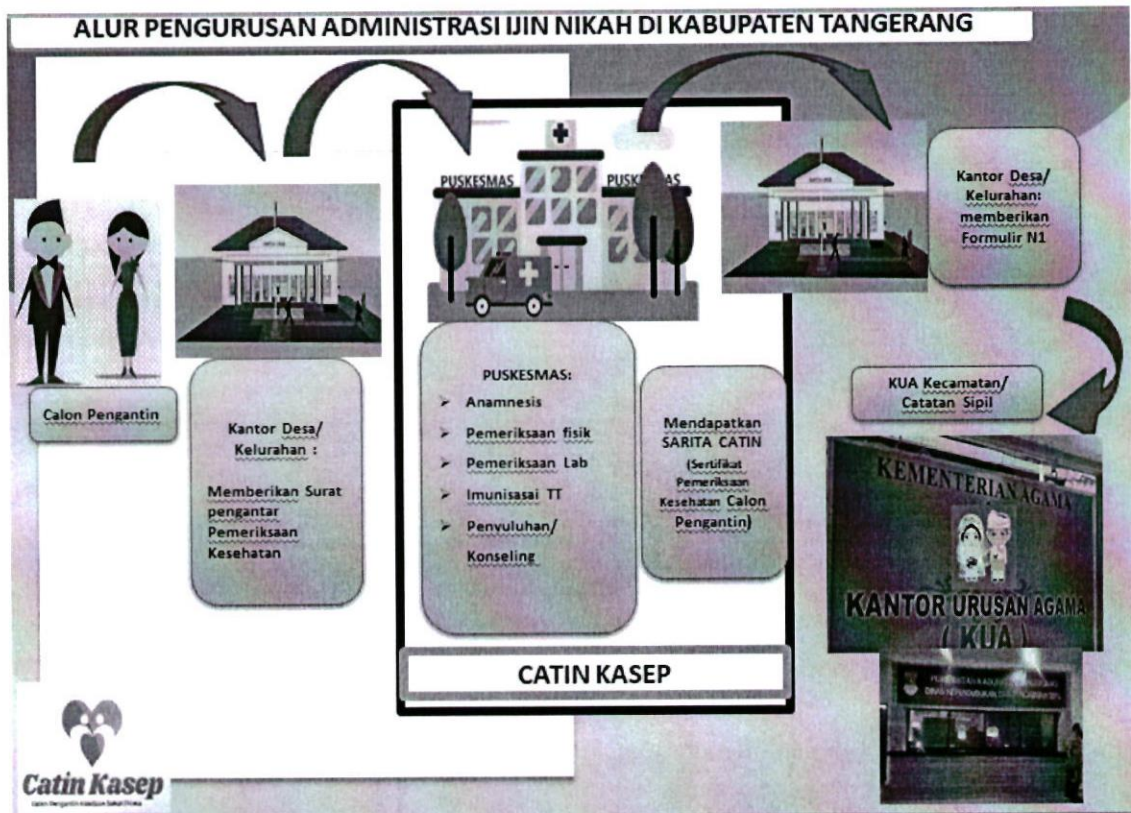 ALUR PENGURUSAN ADMINISTRASI IJIN NIKAH DI KABUPATEN TANGERANG
Calon Pengantin
Kantor Desa/
Kelurahan :
Memberikan Surat
pengantar
Pemeriksaan
Kesehatan
PUSKESMAS
PUSKESMAS
PUSKESMAS:
➢ Anamnesis
➢ Pemeriksaan fisik
➢ Pemeriksaan Lab
➢ Imunisasai TT
➢ Penyuluhan/
Konseling
Mendapatkan
SARITA CATIN
(Sertifikat
Pemeriksaan
Kesehatan Calon
Pengantin)
CATIN KASEP
Kantor Desa/
Kelurahan:
memberikan
Formulir N1
KUA Kecamatan/
Catatan Sipil
KEMENTERIAN AGAMA
KANTOR URUSAN AGAMA
( KUA )
Catin Kasep